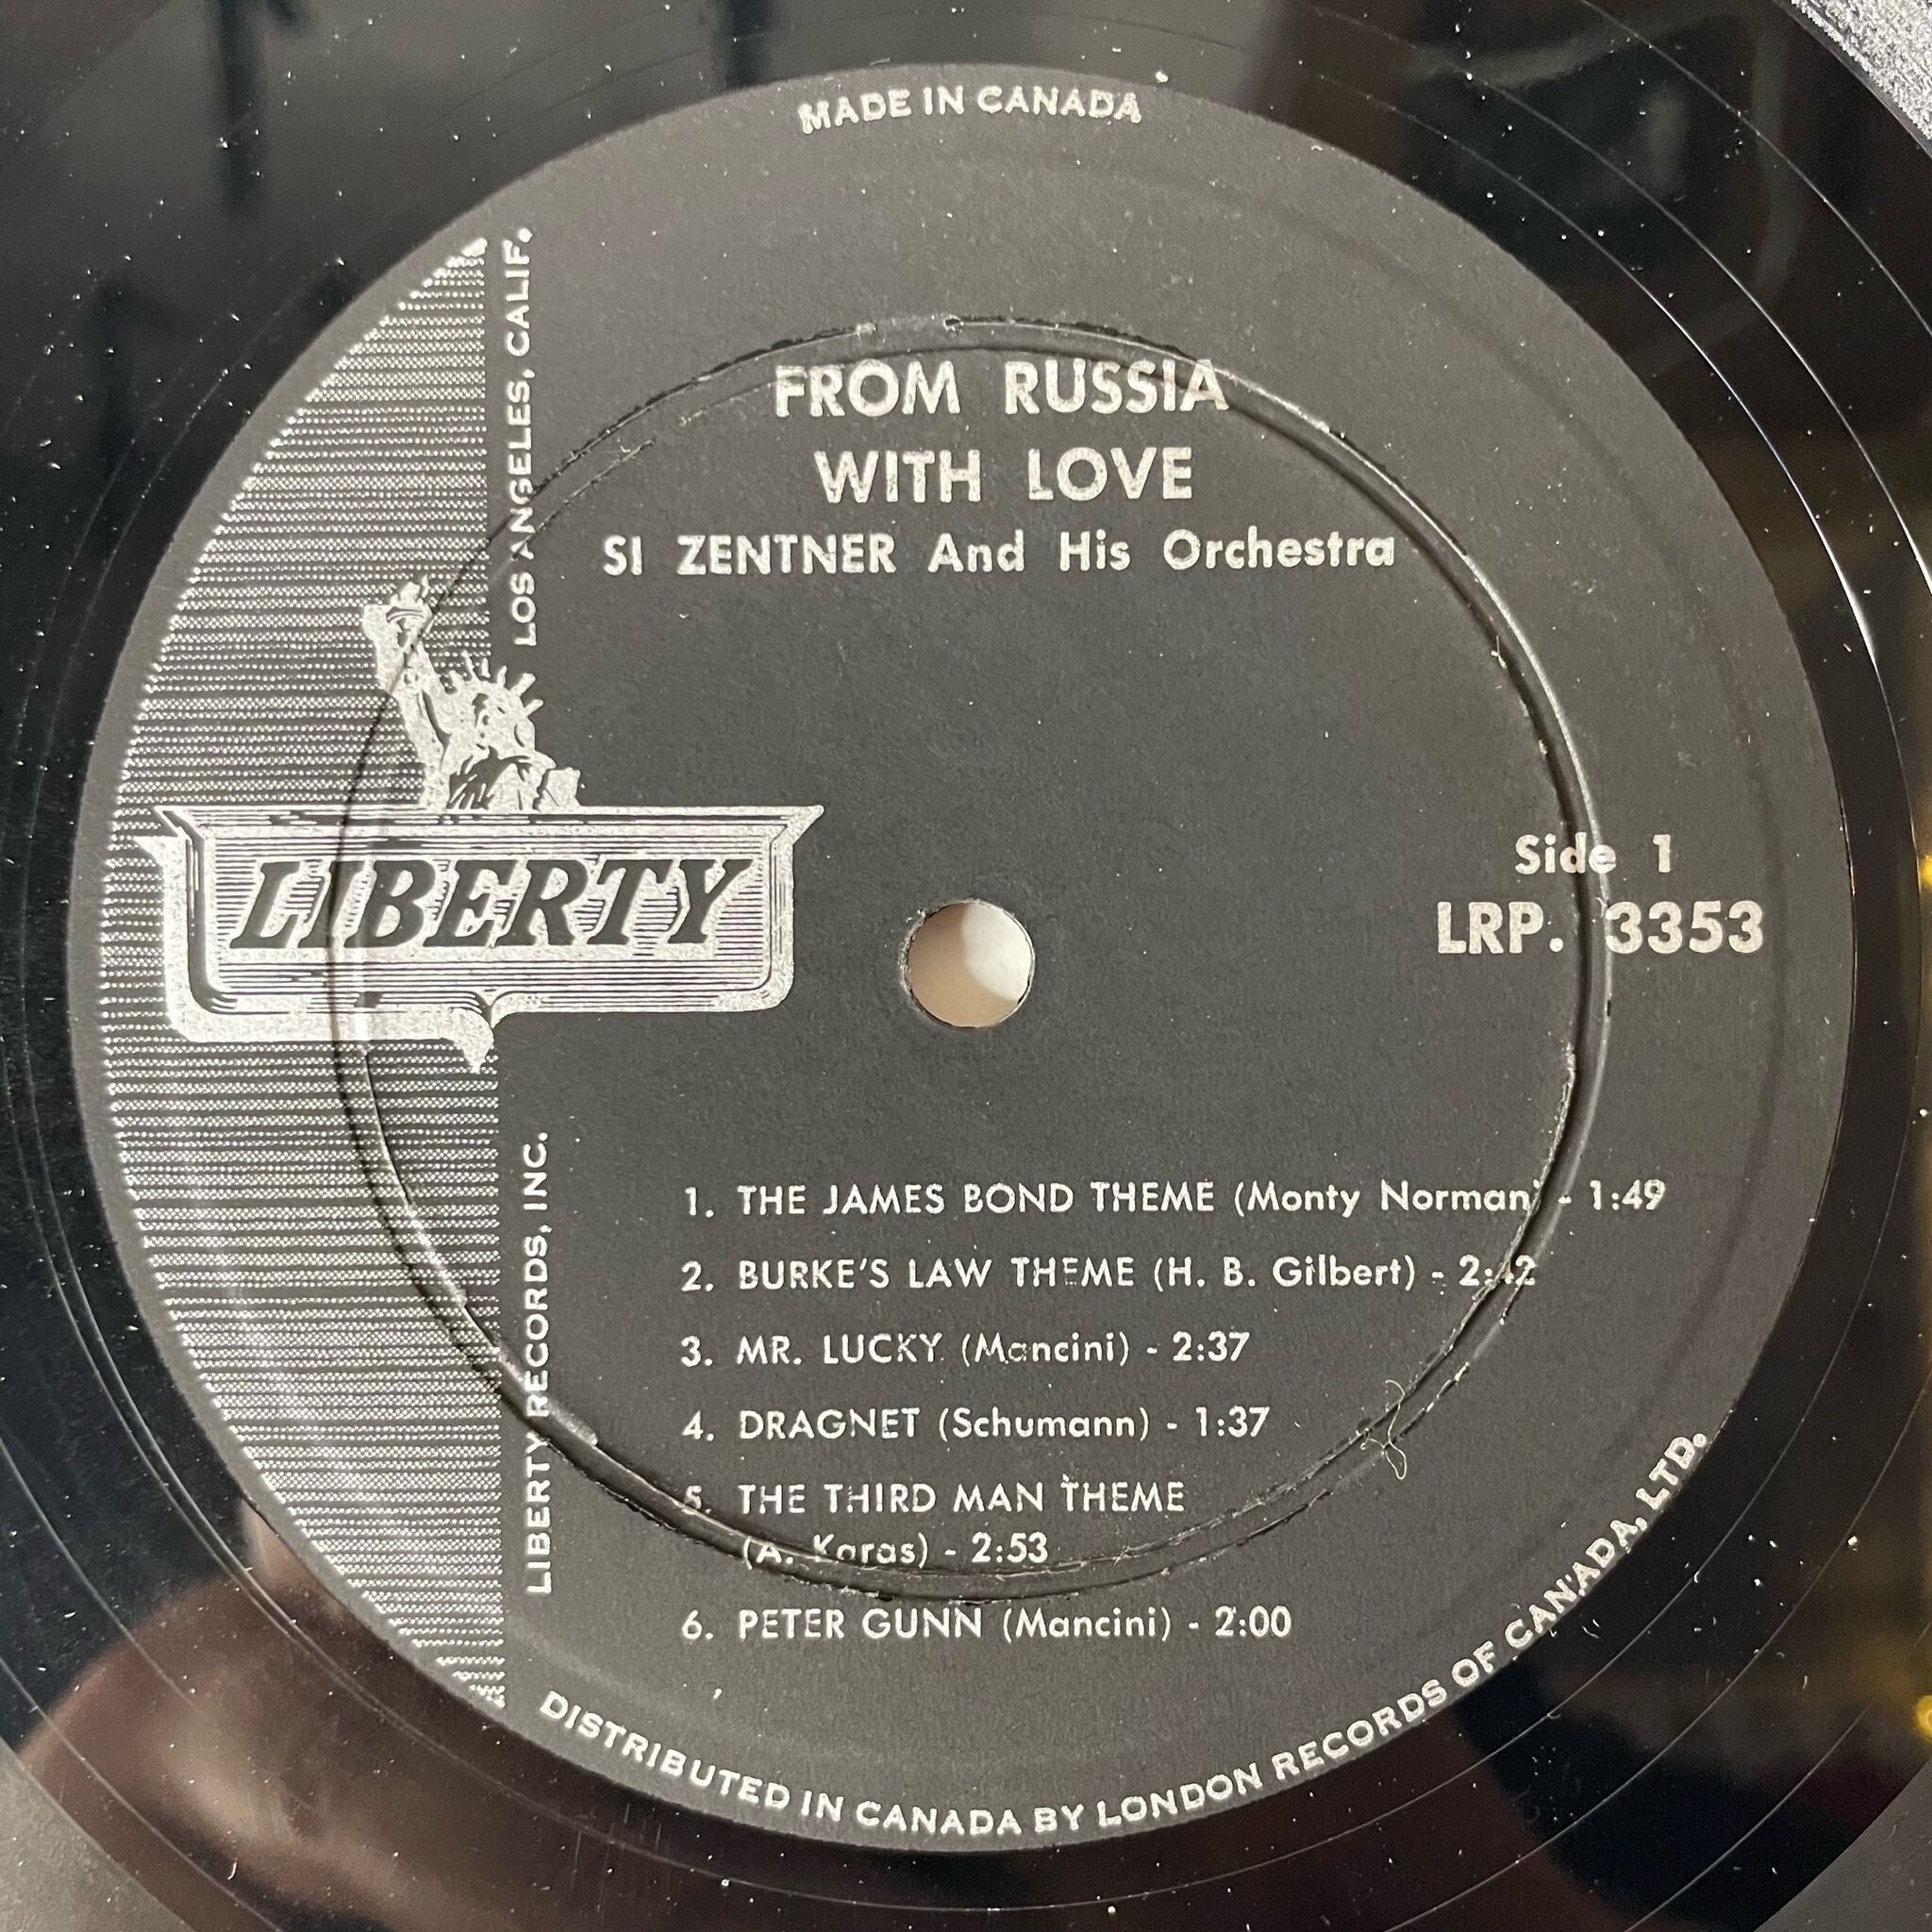 MADE IN CANADA
FROM RUSSIA
WITH LOVE
SI ZENTNER And His Orchestra
LOS ANGELES, CALIF.
LIBERTY
Side 1
LRP. 3353
LIBERTY RECORDS, INC.
1. THE JAMES BOND THEME (Monty Norman) - 1:49
2. BURKE'S LAW THEME (H. B. Gilbert) - 2:42
3. MR. LUCKY (Mancini) - 2:37
4. DRAGNET (Schumann) - 1:37
5. THE THIRD MAN THEME
(A. Karas) - 2:53
6. PETER GUNN (Mancini) - 2:00
DISTRIBUTED IN CANADA BY LONDON RECORDS OF CANADA, LTD.